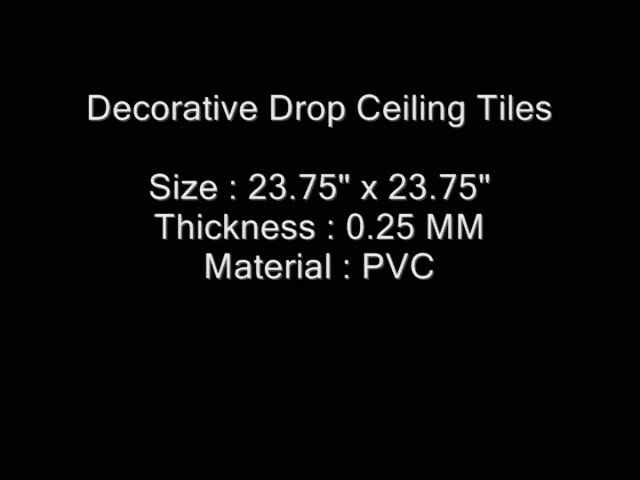 Decorative Drop Ceiling Tiles
Size : 23.75" x 23.75"
Thickness : 0.25 MM
Material : PVC